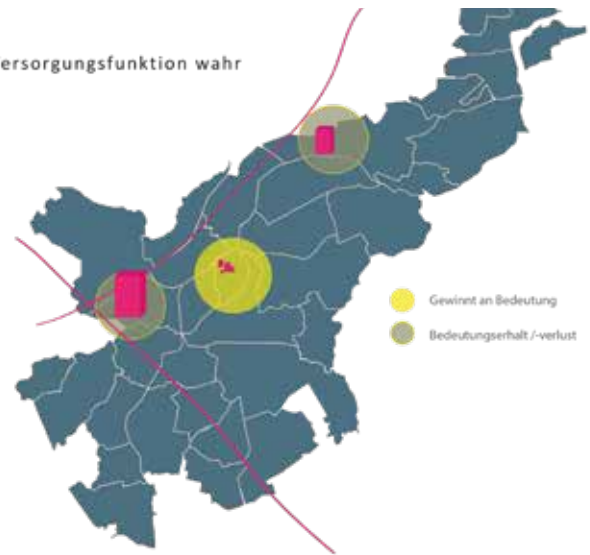 ersorgungsfunktion wahr
Gewinnt an Bedeutung
Bedeutungserhalt /-verlust